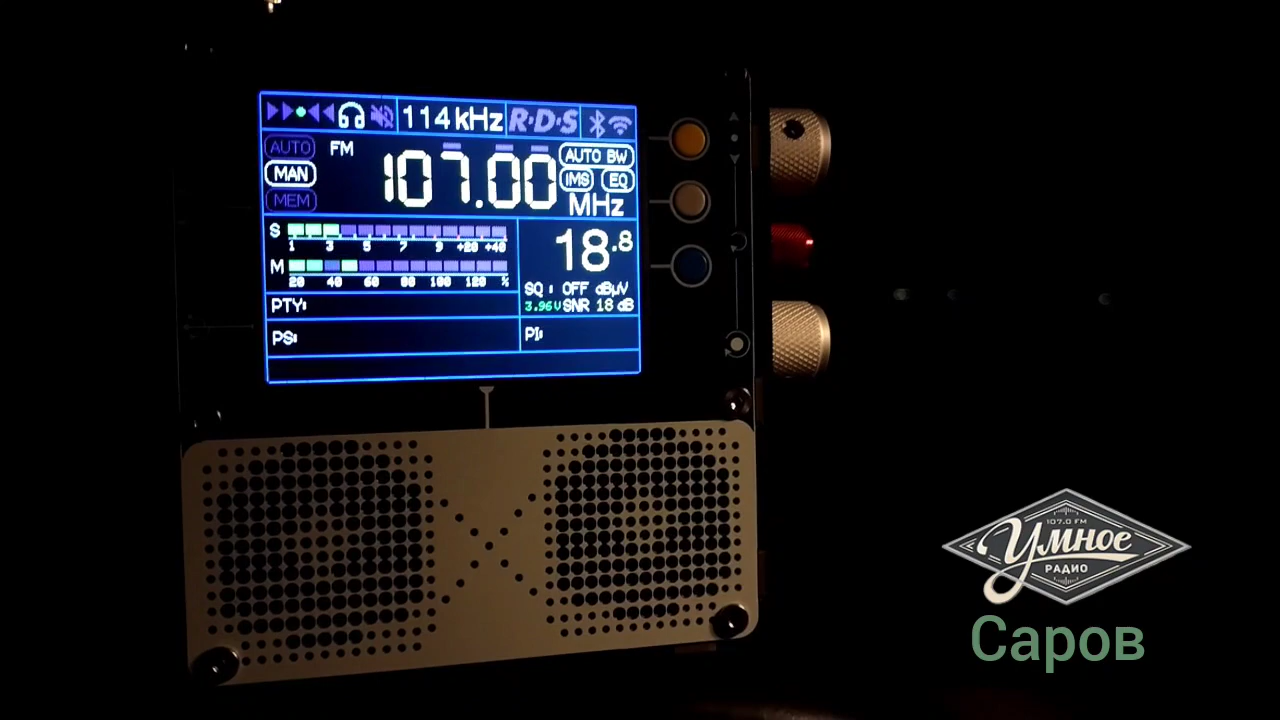 114 kHz R·D·S
AUTO FM AUTO BW
MAN 107.00 IMS EQ
MEM MHz
S 1 3 5 7 9 +20 +40 18.8
M 20 40 60 80 100 120 %
SQ: OFF dBμV
3.96V SNR 18 dB
PTY:
PS: PI:
107.0 FM
Умное
РАДИО
Саров